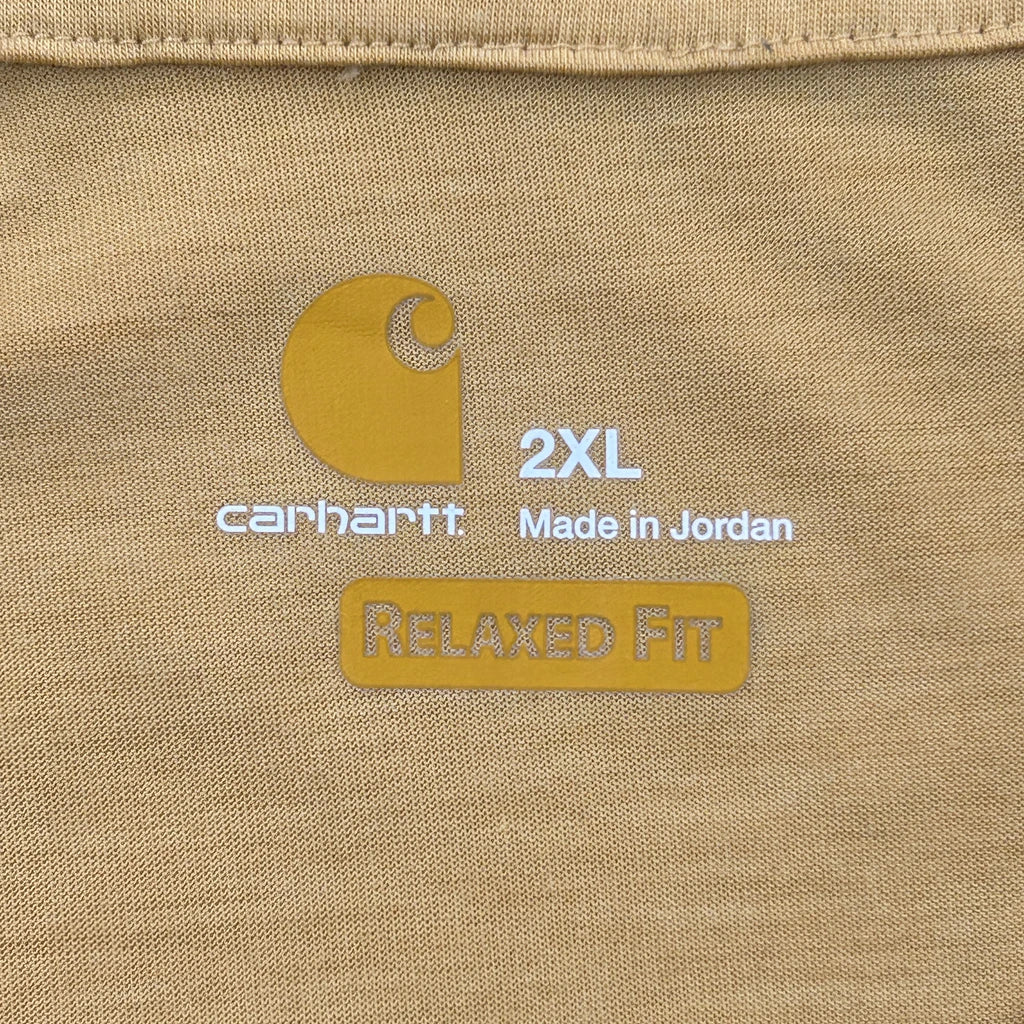 2XL
carhartt
Made in Jordan
RELAXED FIT